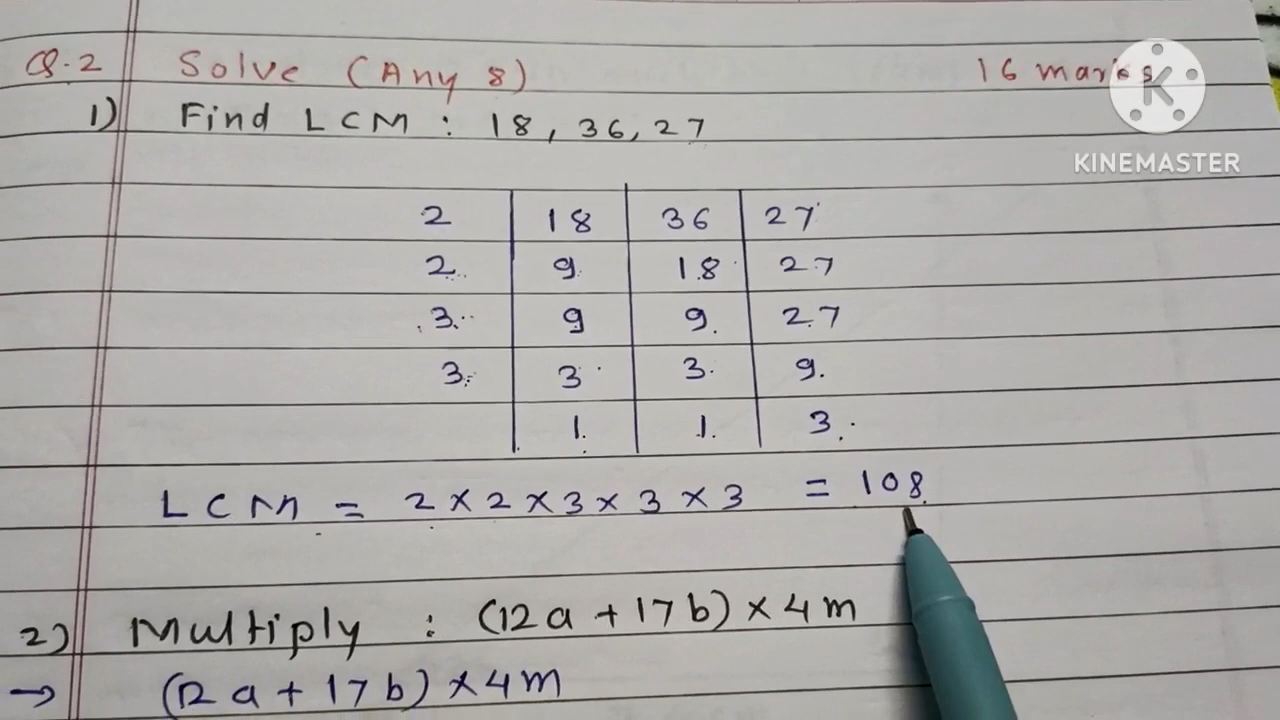 Q.2 Solve (Any 8) 16 marks
K
KINEMASTER
1) Find LCM : 18, 36, 27
2 18 36 27
2 9 18 27
3 9 9 27
3 3 3 9
1 1 3
LCM = 2 × 2 × 3 × 3 × 3 = 108
2) Multiply : (12a + 17b) × 4m
→ (12a + 17b) × 4m